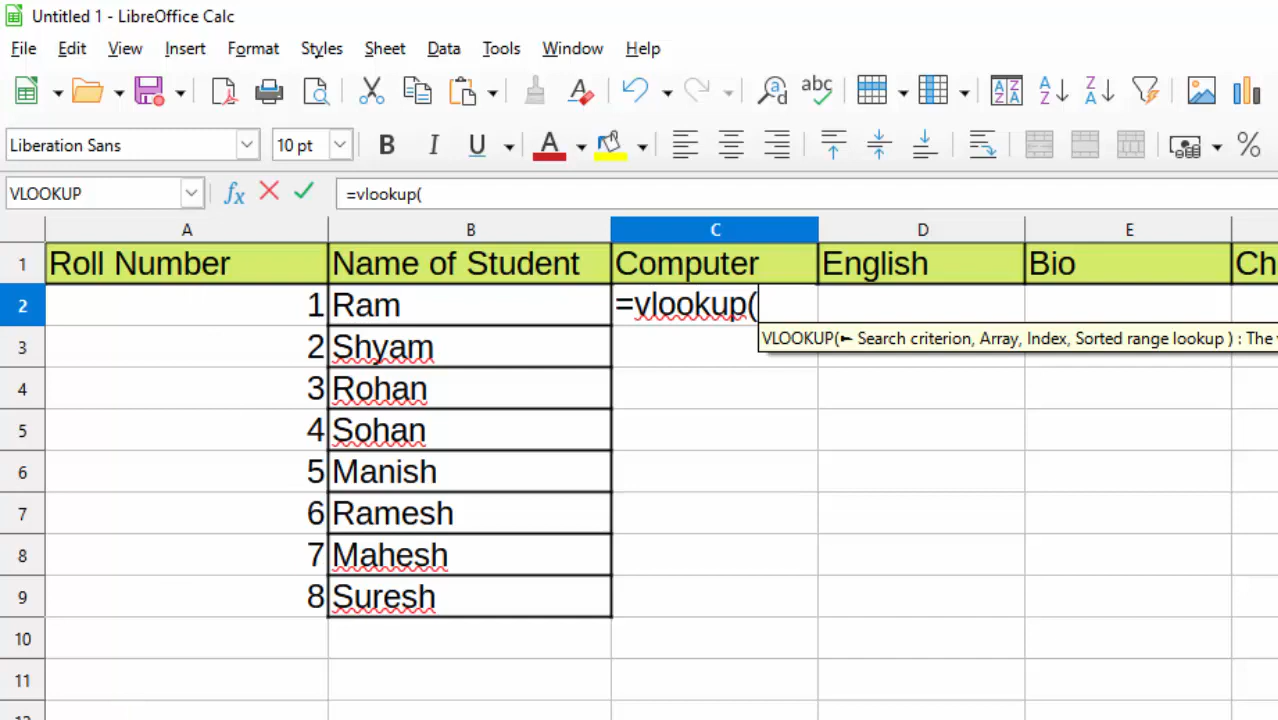 Untitled 1 - LibreOffice Calc
File Edit View Insert Format Styles Sheet Data Tools Window Help
Liberation Sans 10 pt B I U A %
VLOOKUP fx =vlookup(
A B C D E
1 Roll Number Name of Student Computer English Bio Ch
2 1 Ram =vlookup(
VLOOKUP( Search criterion, Array, Index, Sorted range lookup ) : The
3 2 Shyam
4 3 Rohan
5 4 Sohan
6 5 Manish
7 6 Ramesh
8 7 Mahesh
9 8 Suresh
10
11